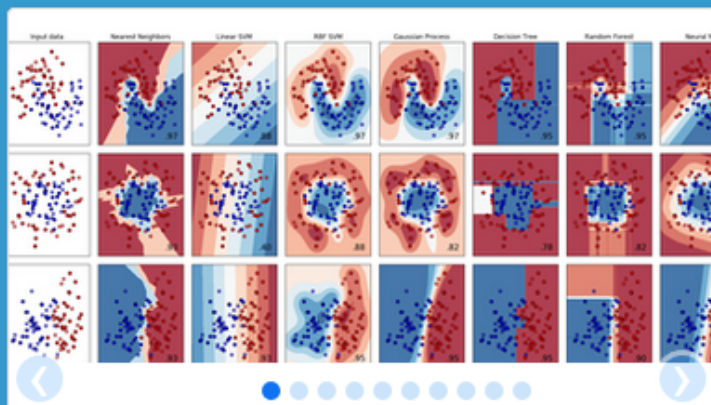 Input data
Nearest Neighbors
Linear SVM
RBF SVM
Gaussian Process
Decision Tree
Random Forest
Neural
.97
.88
.97
.97
.95
.95
.40
.88
.82
.78
.82
.93
.93
.95
.95
.95
.90